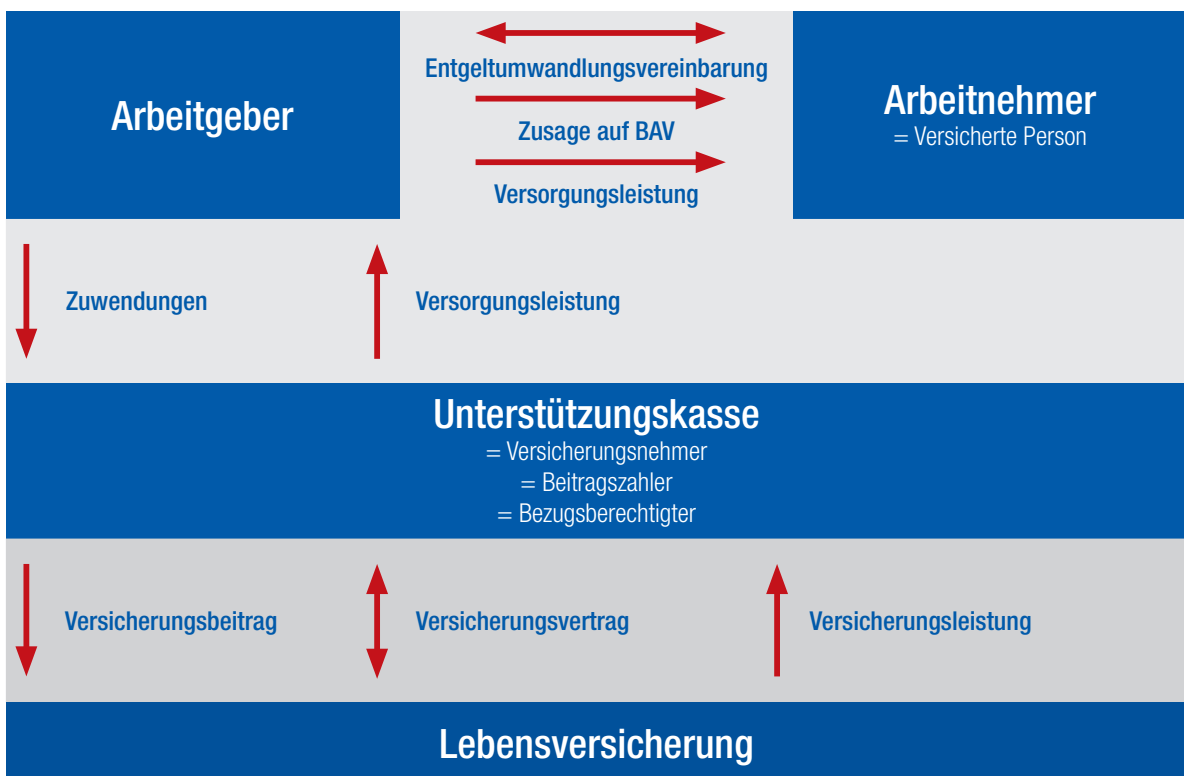 Arbeitgeber
Entgeltumwandlungsvereinbarung
Zusage auf BAV
Versorgungsleistung
Arbeitnehmer
= Versicherte Person
Zuwendungen
Versorgungsleistung
Unterstützungskasse
= Versicherungsnehmer
= Beitragszahler
= Bezugsberechtigter
Versicherungsbeitrag
Versicherungsvertrag
Versicherungsleistung
Lebensversicherung